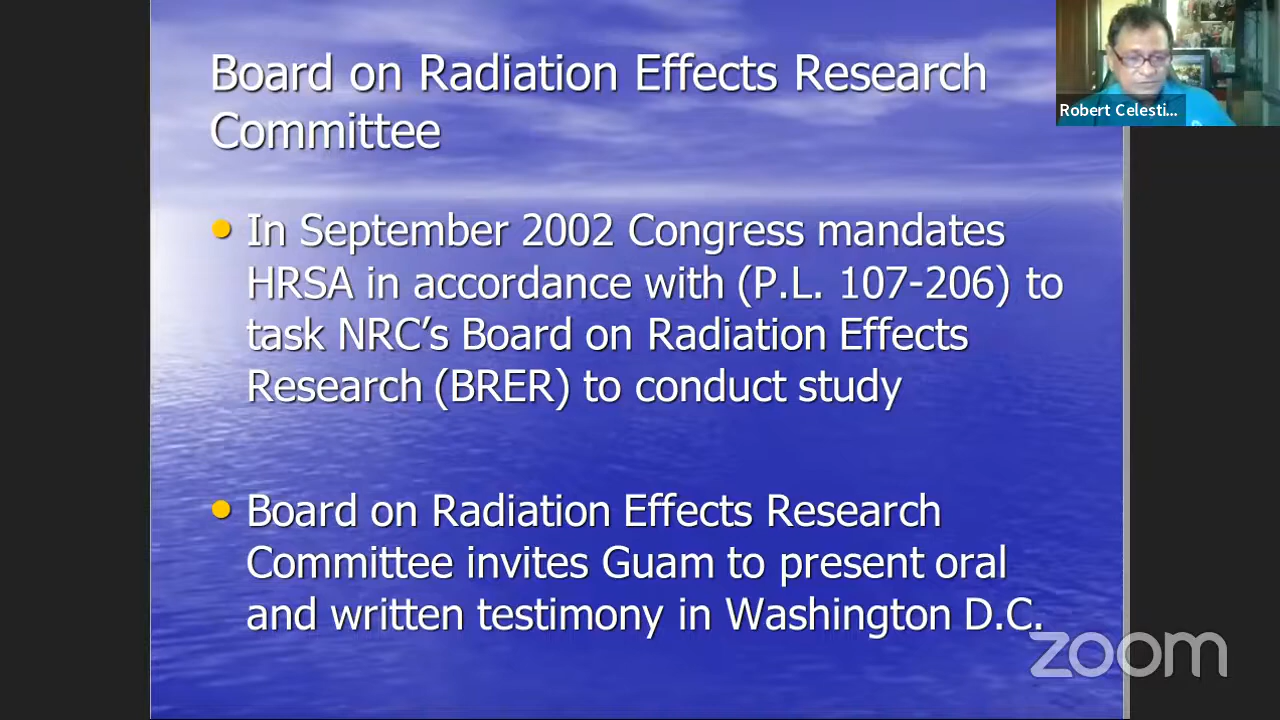 Board on Radiation Effects Research
Committee
Robert Celesti...
• In September 2002 Congress mandates
HRSA in accordance with (P.L. 107-206) to
task NRC’s Board on Radiation Effects
Research (BRER) to conduct study
• Board on Radiation Effects Research
Committee invites Guam to present oral
and written testimony in Washington D.C.
zoom